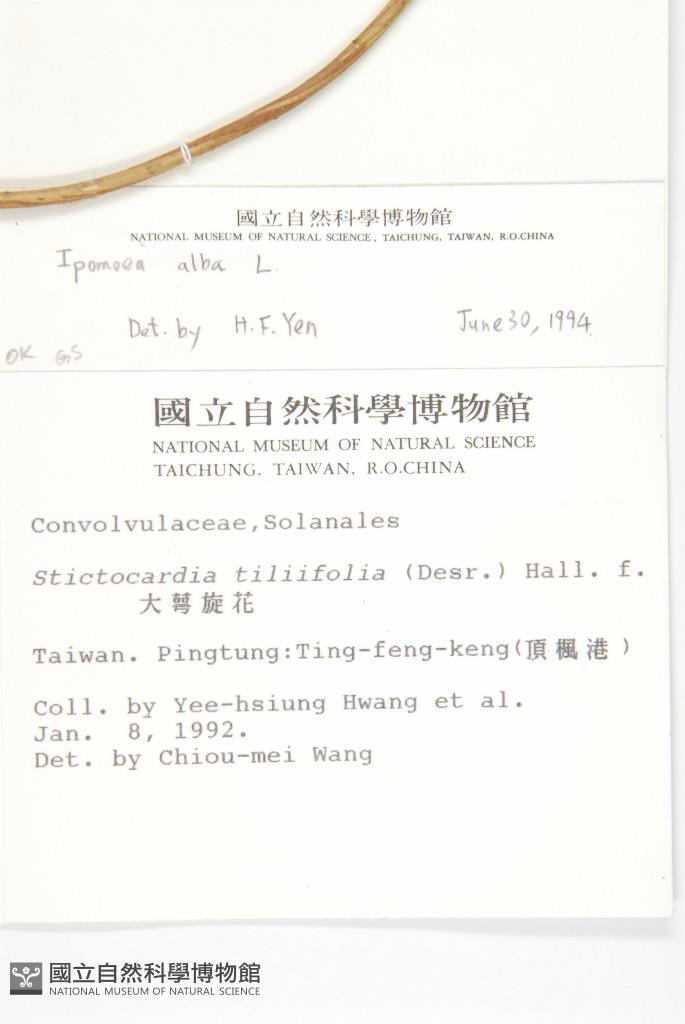 國立自然科學博物館
NATIONAL MUSEUM OF NATURAL SCIENCE, TAICHUNG, TAIWAN, R.O.CHINA
Ipomoea alba L.
Det. by H.F. Yen June 30, 1994.
OK GS
國立自然科學博物館
NATIONAL MUSEUM OF NATURAL SCIENCE
TAICHUNG, TAIWAN, R.O.CHINA
Convolvulaceae,Solanales
Stictocardia tiliifolia (Desr.) Hall. f.
大萼旋花
Taiwan. Pingtung:Ting-feng-keng(頂楓港)
Coll. by Yee-hsiung Hwang et al.
Jan. 8, 1992.
Det. by Chiou-mei Wang
國立自然科學博物館
NATIONAL MUSEUM OF NATURAL SCIENCE